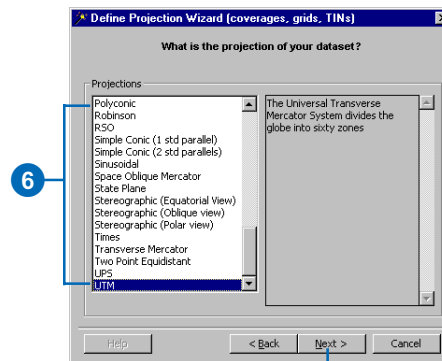 Define Projection Wizard (coverages, grids, TINs)
What is the projection of your dataset?
Projections
Polyconic
Robinson
RSO
Simple Conic (1 std parallel)
Simple Conic (2 std parallels)
Sinusoidal
Space Oblique Mercator
State Plane
Stereographic (Equatorial View)
Stereographic (Oblique view)
Stereographic (Polar view)
Times
Transverse Mercator
Two Point Equidistant
UPS
UTM
The Universal Transverse
Mercator System divides the
globe into sixty zones
6
Help
< Back
Next >
Cancel